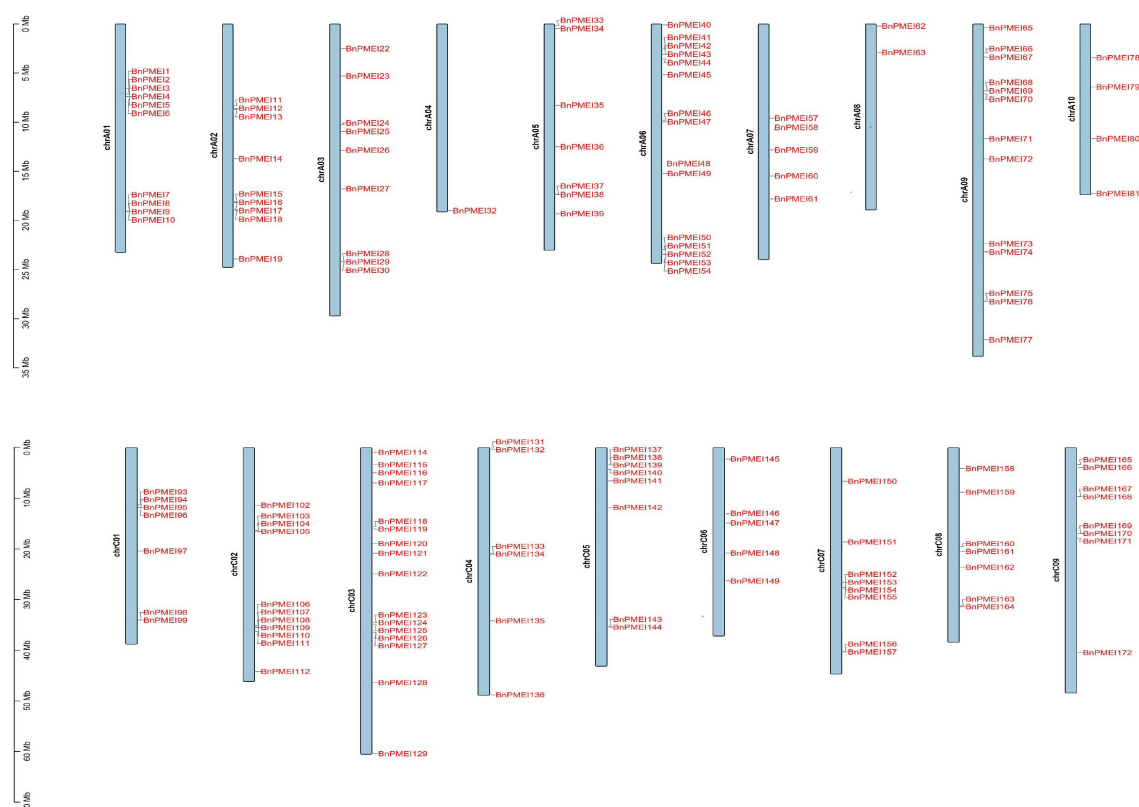 0 Mb
5 Mb
10 Mb
15 Mb
20 Mb
25 Mb
30 Mb
35 Mb
chrA01
BnPMEI1
BnPMEI2
BnPMEI3
BnPMEI4
BnPMEI5
BnPMEI6
BnPMEI7
BnPMEI8
BnPMEI9
BnPMEI10
chrA02
BnPMEI11
BnPMEI12
BnPMEI13
BnPMEI14
BnPMEI15
BnPMEI16
BnPMEI17
BnPMEI18
BnPMEI19
chrA03
BnPMEI22
BnPMEI23
BnPMEI24
BnPMEI25
BnPMEI26
BnPMEI27
BnPMEI28
BnPMEI29
BnPMEI30
chrA04
BnPMEI32
chrA05
BnPMEI33
BnPMEI34
BnPMEI35
BnPMEI36
BnPMEI37
BnPMEI38
BnPMEI39
chrA06
BnPMEI40
BnPMEI41
BnPMEI42
BnPMEI43
BnPMEI44
BnPMEI45
BnPMEI46
BnPMEI47
BnPMEI48
BnPMEI49
BnPMEI50
BnPMEI51
BnPMEI52
BnPMEI53
BnPMEI54
chrA07
BnPMEI57
BnPMEI58
BnPMEI59
BnPMEI60
BnPMEI61
chrA08
BnPMEI62
BnPMEI63
chrA09
BnPMEI65
BnPMEI66
BnPMEI67
BnPMEI68
BnPMEI69
BnPMEI70
BnPMEI71
BnPMEI72
BnPMEI73
BnPMEI74
BnPMEI75
BnPMEI76
BnPMEI77
chrA10
BnPMEI78
BnPMEI79
BnPMEI80
BnPMEI81
0 Mb
10 Mb
20 Mb
30 Mb
40 Mb
50 Mb
60 Mb
0 Mb
chrC01
BnPMEI93
BnPMEI94
BnPMEI95
BnPMEI96
BnPMEI97
BnPMEI98
BnPMEI99
chrC02
BnPMEI102
BnPMEI103
BnPMEI104
BnPMEI105
BnPMEI106
BnPMEI107
BnPMEI108
BnPMEI109
BnPMEI110
BnPMEI111
BnPMEI112
chrC03
BnPMEI114
BnPMEI115
BnPMEI116
BnPMEI117
BnPMEI118
BnPMEI119
BnPMEI120
BnPMEI121
BnPMEI122
BnPMEI123
BnPMEI124
BnPMEI125
BnPMEI126
BnPMEI127
BnPMEI128
BnPMEI129
chrC04
BnPMEI131
BnPMEI132
BnPMEI133
BnPMEI134
BnPMEI135
BnPMEI136
chrC05
BnPMEI137
BnPMEI138
BnPMEI139
BnPMEI140
BnPMEI141
BnPMEI142
BnPMEI143
BnPMEI144
chrC06
BnPMEI145
BnPMEI146
BnPMEI147
BnPMEI148
BnPMEI149
chrC07
BnPMEI150
BnPMEI151
BnPMEI152
BnPMEI153
BnPMEI154
BnPMEI155
BnPMEI156
BnPMEI157
chrC08
BnPMEI158
BnPMEI159
BnPMEI160
BnPMEI161
BnPMEI162
BnPMEI163
BnPMEI164
chrC09
BnPMEI165
BnPMEI166
BnPMEI167
BnPMEI168
BnPMEI169
BnPMEI170
BnPMEI171
BnPMEI172